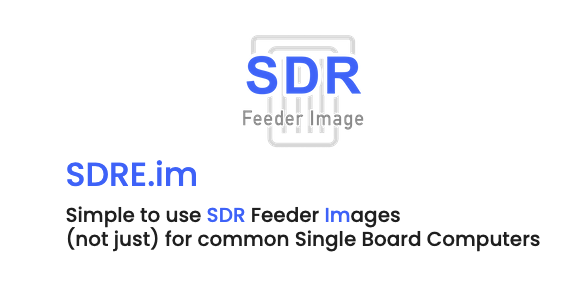 SDR
Feeder Image
SDRE.im
Simple to use SDR Feeder Images
(not just) for common Single Board Computers